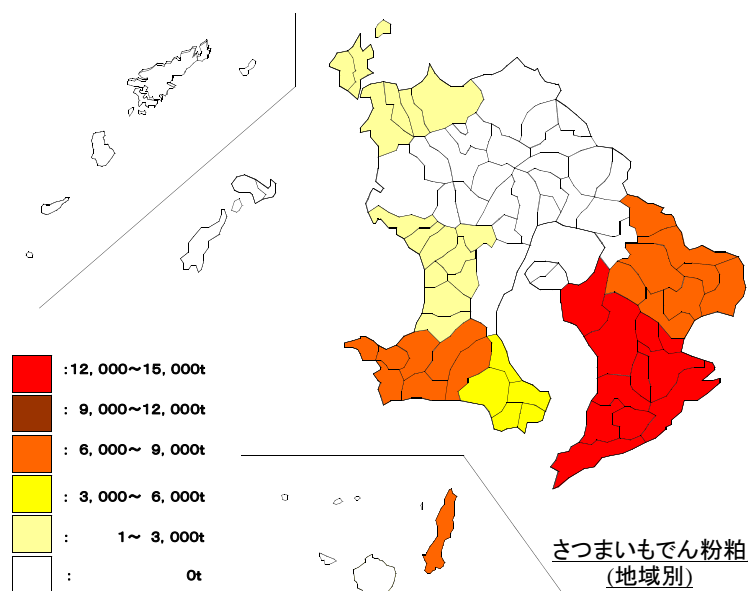 :12, 000～15, 000t
: 9, 000～12, 000t
: 6, 000～ 9, 000t
: 3, 000～ 6, 000t
: 1～ 3, 000t
: 0t
さつまいもでん粉粕
(地域別)